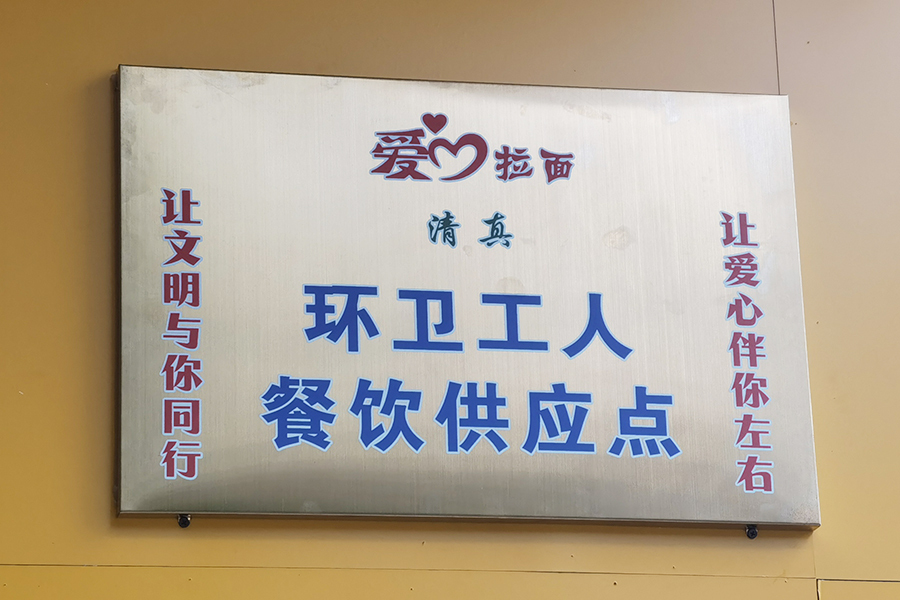 爱心拉面
清真
环卫工人
餐饮供应点
让文明与你同行
让爱心伴你左右